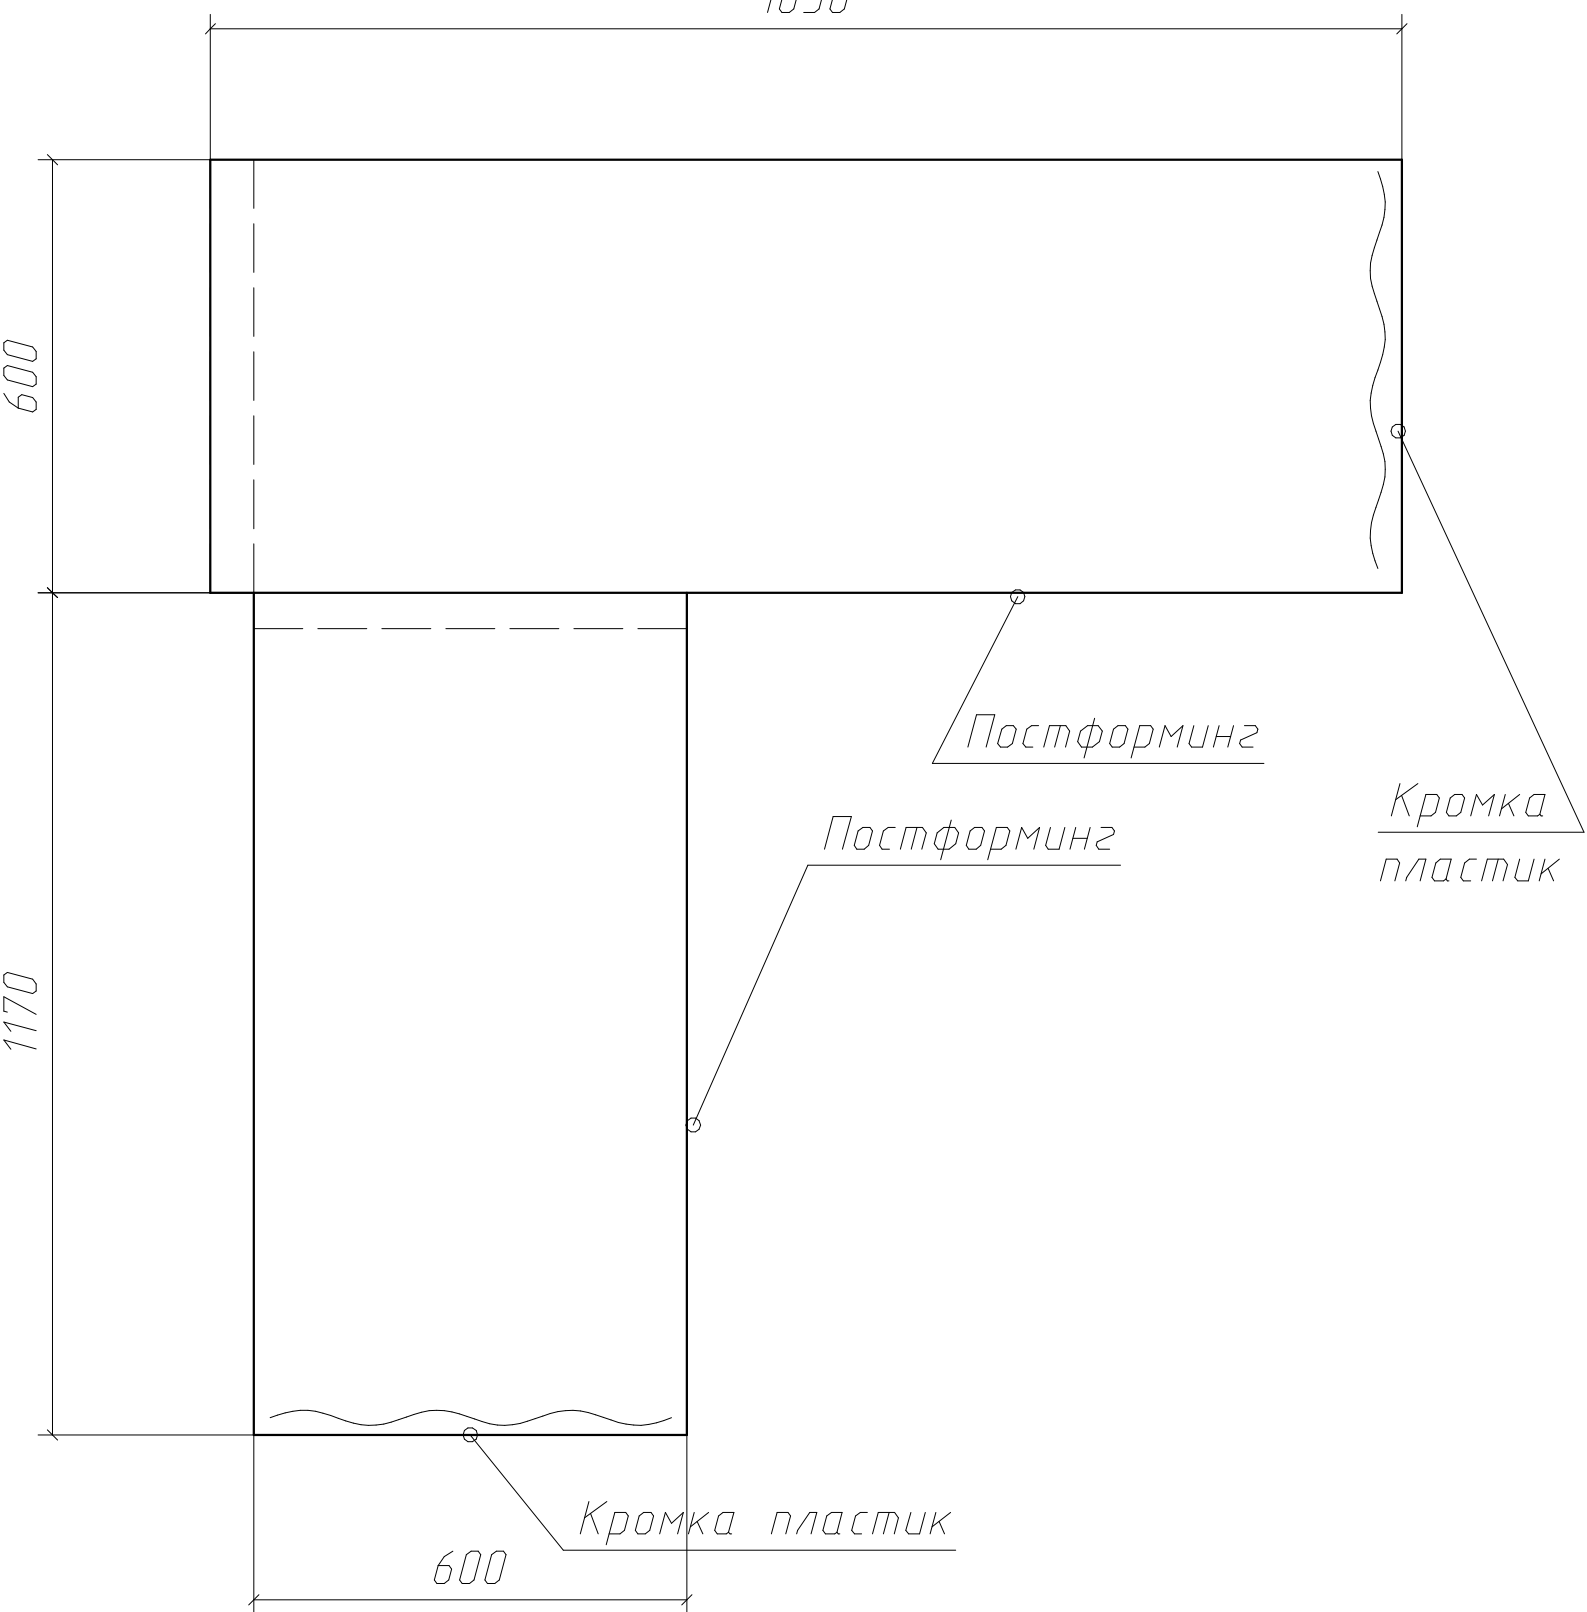 600
Постформинг
Кромка
пластик
Постформинг
1170
Кромка пластик
600